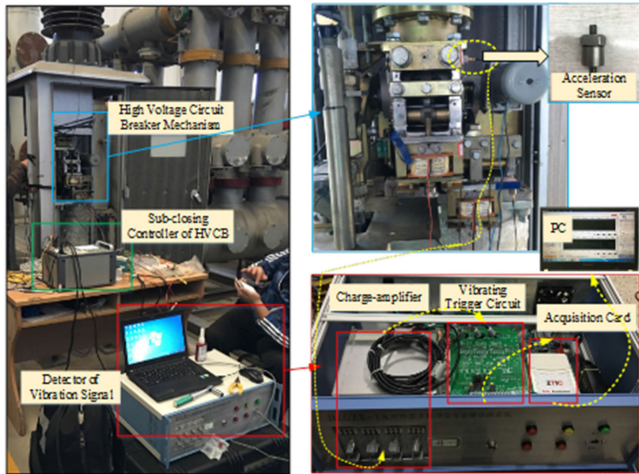 High Voltage Circuit
Breaker Mechanism
Sub-closing
Controller of HVCB
Detector of
Vibration Signal
Acceleration
Sensor
PC
Charge-amplifier
Vibrating
Trigger Circuit
Acquisition Card